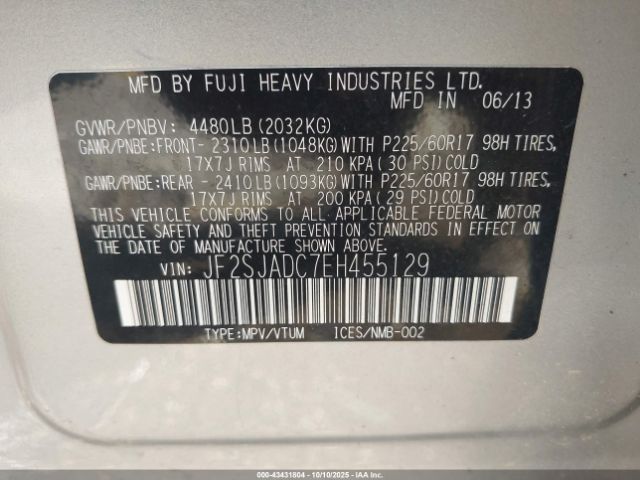 MFD BY FUJI HEAVY INDUSTRIES LTD.
MFD IN 06/13
GVWR/PNBV: 4480LB(2032KG)
GAWR/PNBE:FRONT- 2310LB(1048KG)WITH P225/60R17 98H TIRES,
17X7J RIMS AT 210 KPA(30 PSI)COLD
GAWR/PNBE:REAR - 2410LB(1093KG)WITH P225/60R17 98H TIRES,
17X7J RIMS AT 200 KPA(29 PSI)COLD
THIS VEHICLE CONFORMS TO ALL APPLICABLE FEDERAL MOTOR
VEHICLE SAFETY AND THEFT PREVENTION STANDARDS IN EFFECT
ON THE DATE OF MANUFACTURE SHOWN ABOVE.
VIN: JF2SJADC7EH455129
TYPE:MPV/VTUM ICES/NMB-002
000-43431804 - 10/10/2025 - IAAI.COM